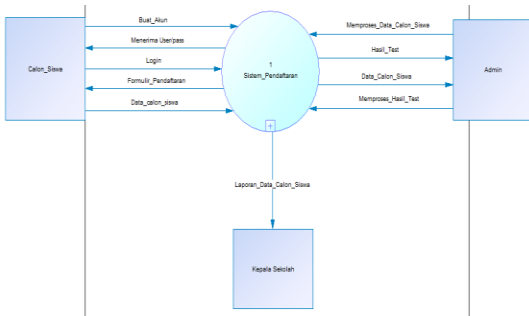 Buat_Akun
Menerima User/pass
Login
Formulir_Pendaftaran
Data_calon_siswa
Calon_Siswa
1
Sistem_Pendaftaran
+
Memproses_Data_Calon_Siswa
Hasil_Test
Data_Calon_Siswa
Memproses_Hasil_Test
Admin
Laporan_Data_Calon_Siswa
Kepala Sekolah